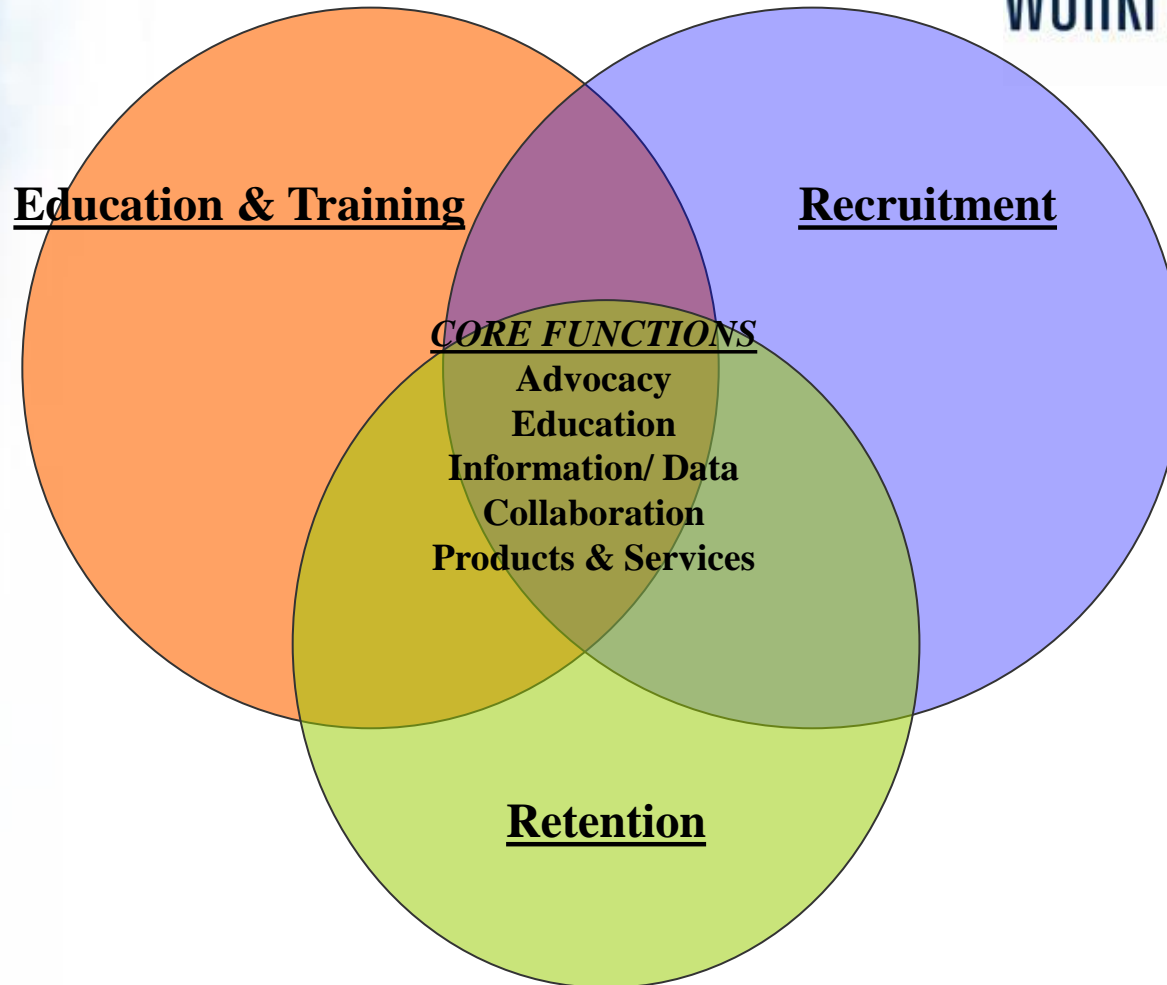 Education & Training
Recruitment
CORE FUNCTIONS
Advocacy
Education
Information/ Data
Collaboration
Products & Services
Retention